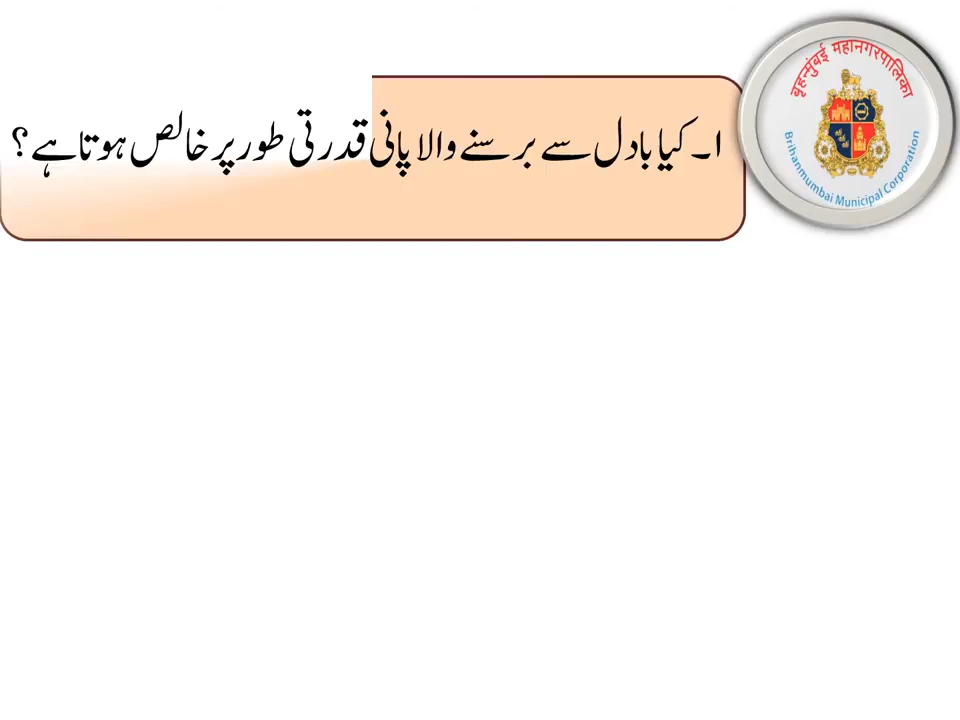 ۱۔ کیا بادل سے برسنے والا پانی قدرتی طور پر خالص ہوتا ہے؟
बृहन्मुंबई महानगरपालिका
Brihanmumbai Municipal Corporation